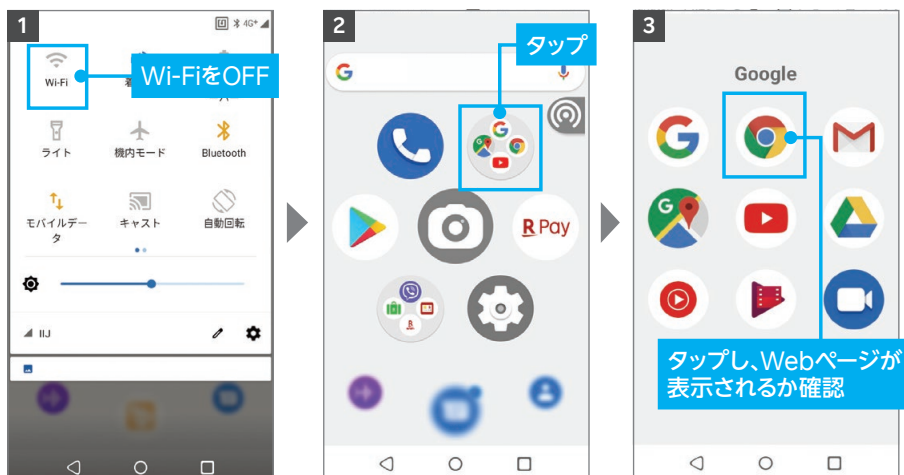 1
4G+
Wi-Fi
Wi-FiをOFF
着
ライト
機内モード
Bluetooth
モバイルデー
タ
キャスト
自動回転
IIJ
2
タップ
G
R Pay
3
Google
G
G
タップし、Webページが
表示されるか確認